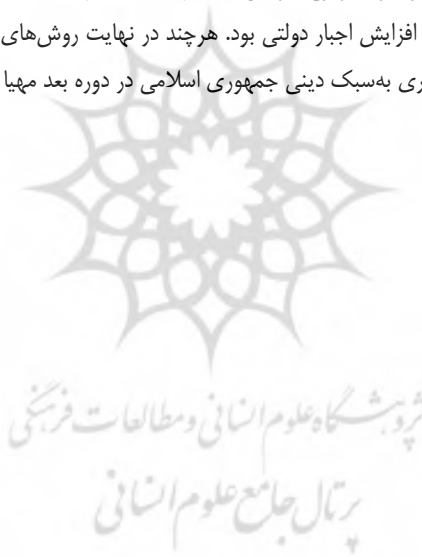 افزایش اجبار دولتی بود. هرچند در نهایت روش‌های
ری به‌سبک دینی جمهوری اسلامی در دوره بعد مهیا
پژوهشگاه علوم انسانی و مطالعات فرهنگی
پرتال جامع علوم انسانی